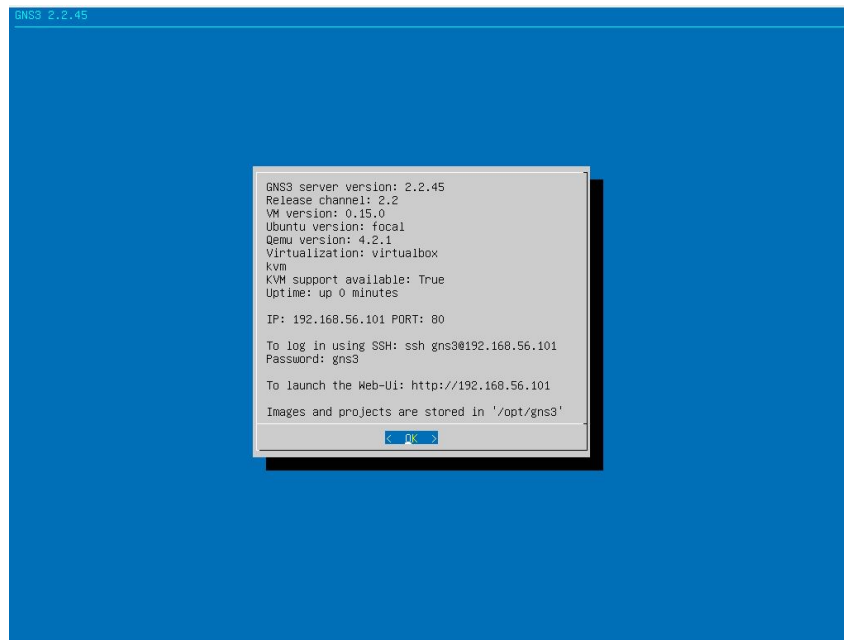 GNS3 2.2.45
GNS3 server version: 2.2.45
Release channel: 2.2
VM version: 0.15.0
Ubuntu version: focal
Qemu version: 4.2.1
Virtualization: virtualbox
kvm
KVM support available: True
Uptime: up 0 minutes
IP: 192.168.56.101 PORT: 80
To log in using SSH: ssh gns3@192.168.56.101
Password: gns3
To launch the Web-Ui: http://192.168.56.101
Images and projects are stored in '/opt/gns3'
< OK >